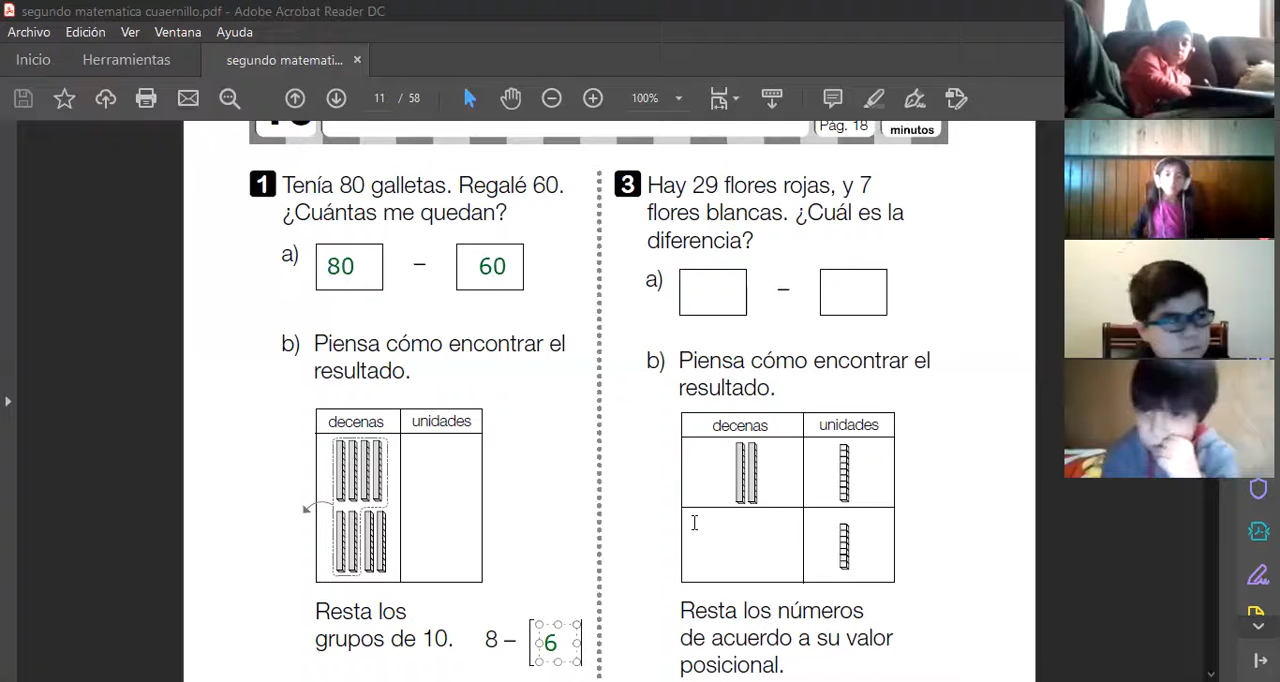 segundo matematica cuaernillo.pdf - Adobe Acrobat Reader DC
Archivo Edición Ver Ventana Ayuda
Inicio Herramientas segundo matemati... ×
11 / 58 100%
Pág. 18 minutos
1 Tenía 80 galletas. Regalé 60.
¿Cuántas me quedan?
a) 80 – 60
b) Piensa cómo encontrar el
resultado.
decenas unidades
Resta los
grupos de 10. 8 – 6
3 Hay 29 flores rojas, y 7
flores blancas. ¿Cuál es la
diferencia?
a) –
b) Piensa cómo encontrar el
resultado.
decenas unidades
Resta los números
de acuerdo a su valor
posicional.